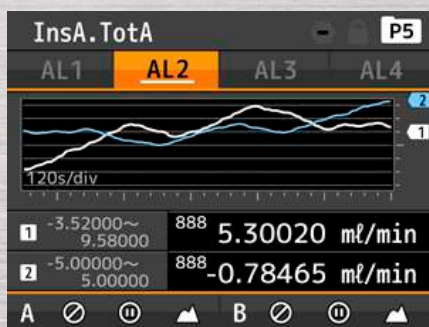 InsA.TotA P5
AL1 AL2 AL3 AL4
2
1
120s/div
1 -3.52000～ 9.58000 888 5.30020 mℓ/min
2 -5.00000～ 5.00000 888 -0.78465 mℓ/min
A B